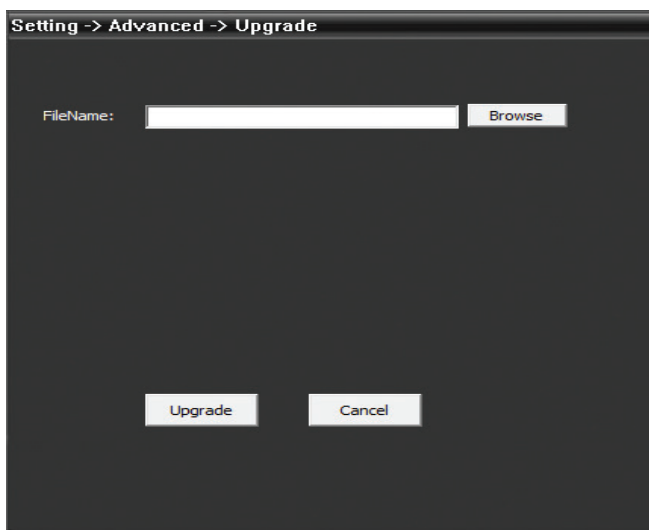 Setting -> Advanced -> Upgrade
FileName:
Browse
Upgrade
Cancel